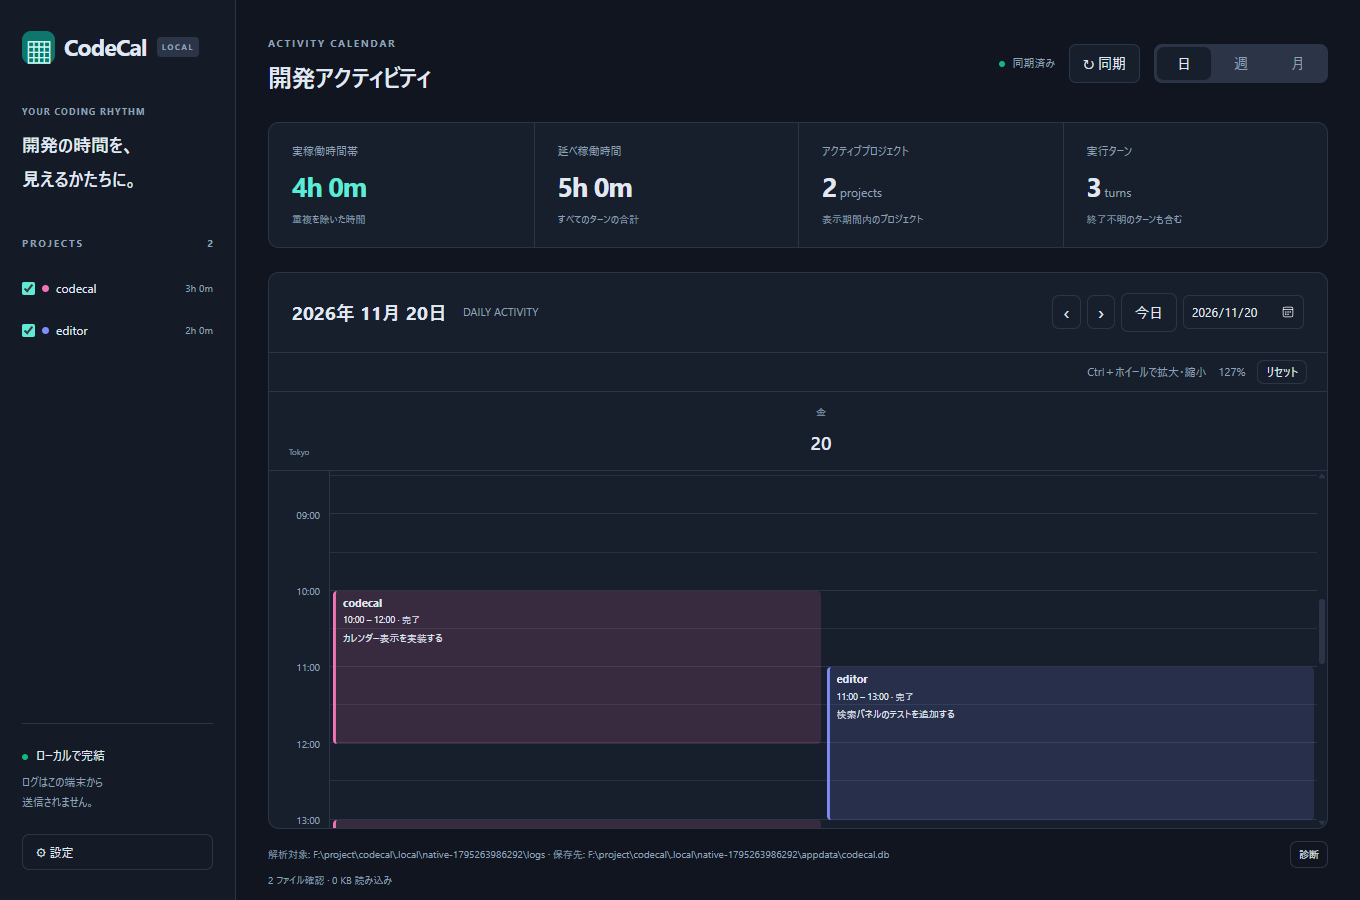 CodeCal LOCAL
YOUR CODING RHYTHM
開発の時間を、
見えるかたちに。
PROJECTS 2
codecal 3h 0m
editor 2h 0m
ローカルで完結
ログはこの端末から
送信されません。
⚙ 設定
ACTIVITY CALENDAR
開発アクティビティ
同期済み
↻ 同期
日 週 月
実稼働時間帯
4h 0m
重複を除いた時間
延べ稼働時間
5h 0m
すべてのターンの合計
アクティブプロジェクト
2 projects
表示期間内のプロジェクト
実行ターン
3 turns
終了不明のターンも含む
2026年 11月 20日 DAILY ACTIVITY
‹ › 今日 2026/11/20
Ctrl＋ホイールで拡大・縮小 127% リセット
金
20
Tokyo
09:00
10:00
codecal
10:00 – 12:00 · 完了
カレンダー表示を実装する
11:00
editor
11:00 – 13:00 · 完了
検索パネルのテストを追加する
12:00
13:00
解析対象: F:\project\codecal\.local\native-1795263986292\logs · 保存先: F:\project\codecal\.local\native-1795263986292\appdata\codecal.db
診断
2 ファイル確認 · 0 KB 読み込み